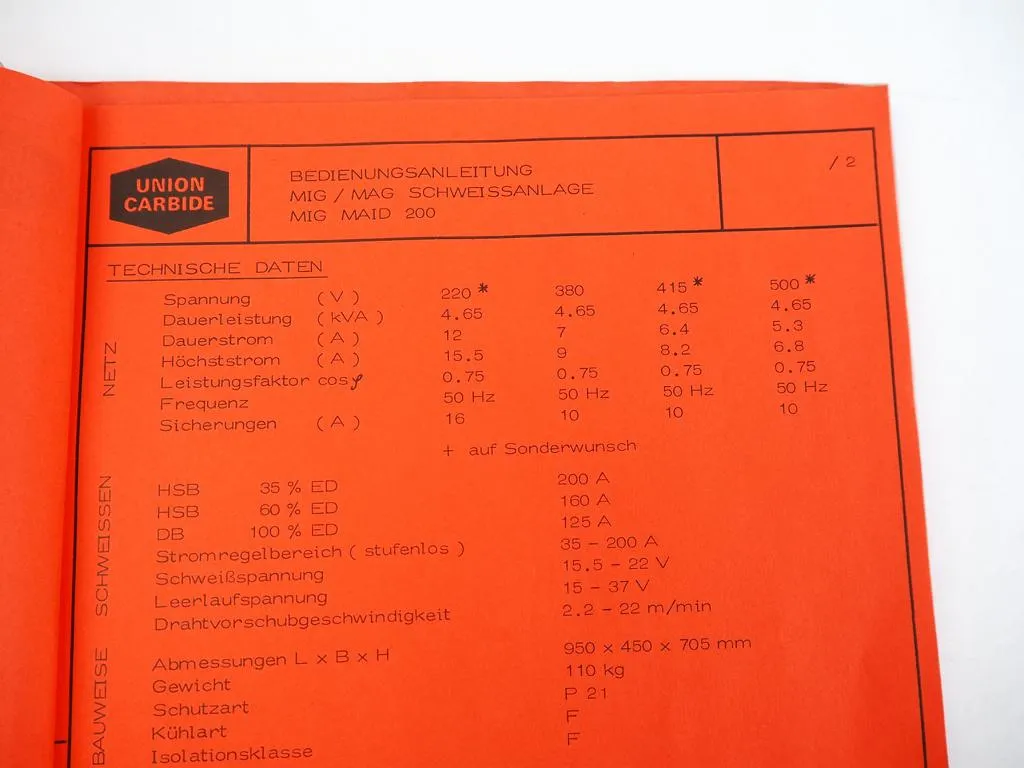 UNION
CARBIDE
BEDIENUNGSANLEITUNG
MIG / MAG SCHWEISSANLAGE
MIG MAID 200
/ 2
TECHNISCHE DATEN
NETZ
Spannung ( V ) 220 * 380 415 * 500 *
Dauerleistung ( kVA ) 4.65 4.65 4.65 4.65
Dauerstrom ( A ) 12 7 6.4 5.3
Höchststrom ( A ) 15.5 9 8.2 6.8
Leistungsfaktor cos φ 0.75 0.75 0.75 0.75
Frequenz 50 Hz 50 Hz 50 Hz 50 Hz
Sicherungen ( A ) 16 10 10 10
+ auf Sonderwunsch
SCHWEISSEN
HSB 35 % ED 200 A
HSB 60 % ED 160 A
DB 100 % ED 125 A
Stromregelbereich ( stufenlos ) 35 - 200 A
Schweißspannung 15.5 - 22 V
Leerlaufspannung 15 - 37 V
Drahtvorschubgeschwindigkeit 2.2 - 22 m/min
BAUWEISE
Abmessungen L x B x H 950 x 450 x 705 mm
Gewicht 110 kg
Schutzart P 21
Kühlart F
Isolationsklasse F